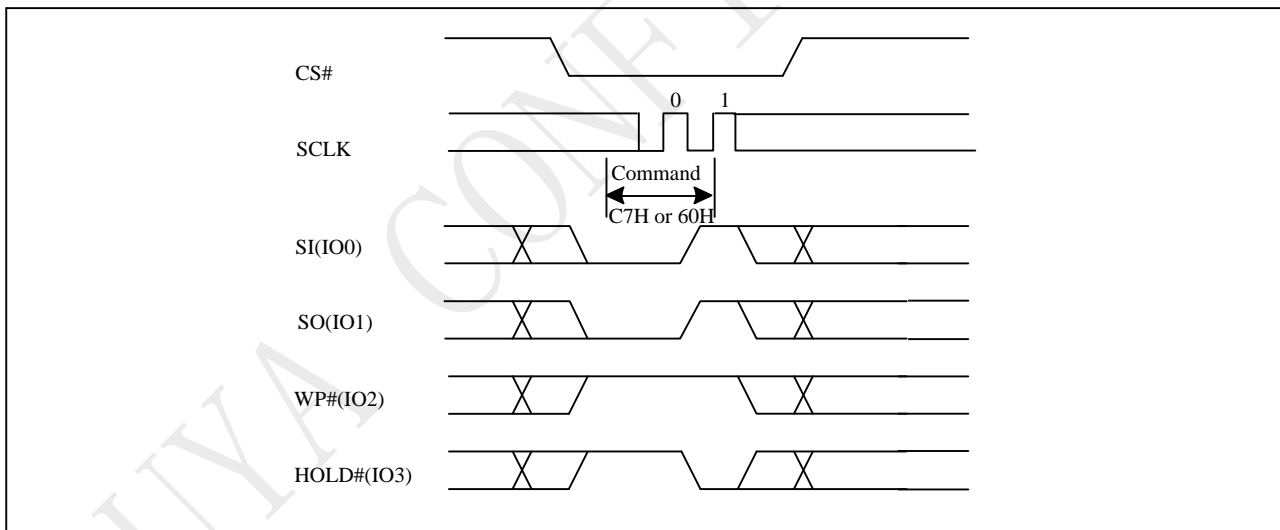 CS#
0 1
SCLK
Command
C7H or 60H
SI(IO0)
SO(IO1)
WP#(IO2)
HOLD#(IO3)